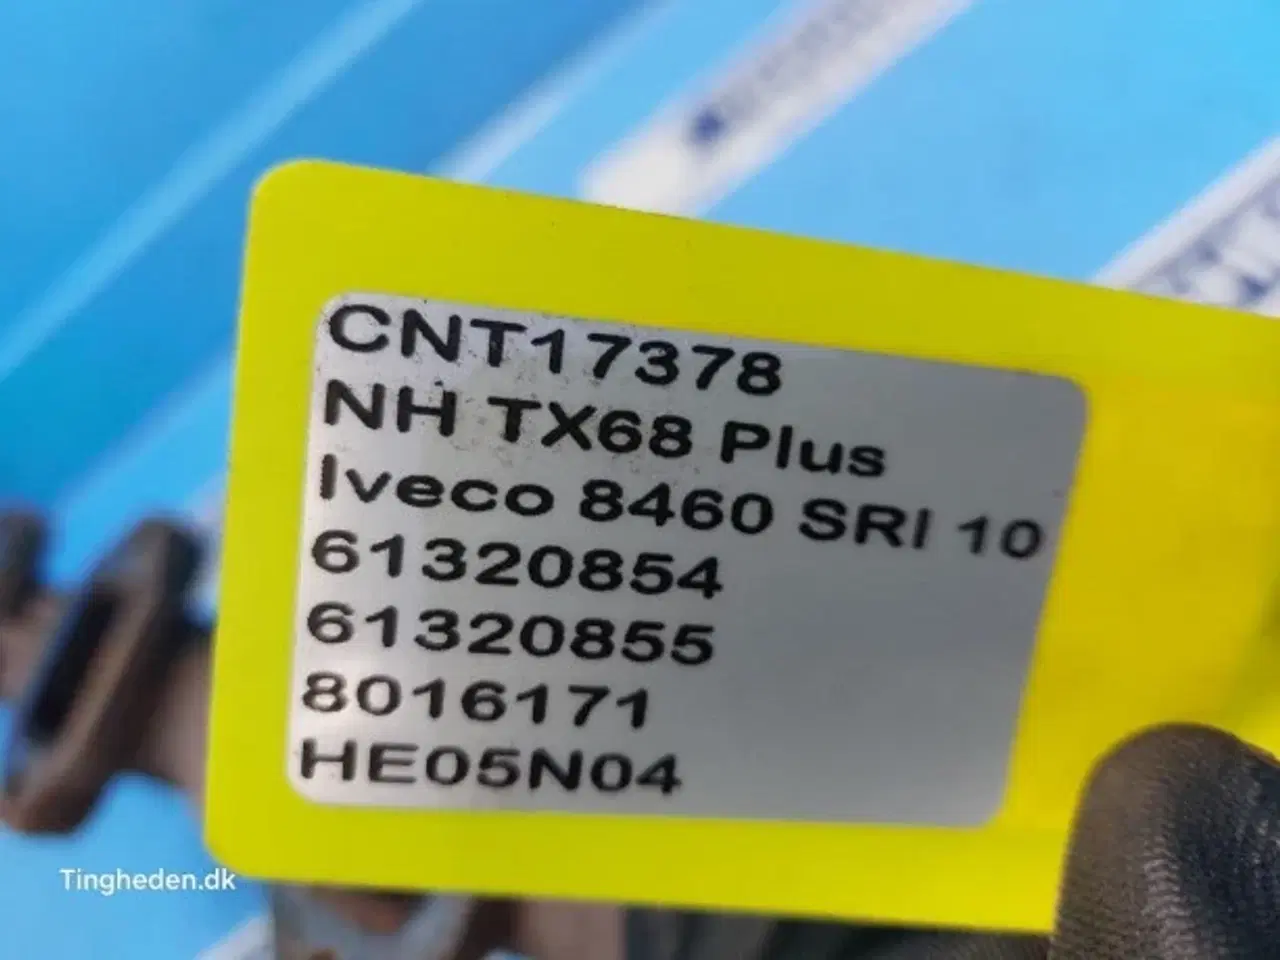 CNT17378
NH TX68 Plus
Iveco 8460 SRI 10
61320854
61320855
8016171
HE05N04
Tingheden.dk